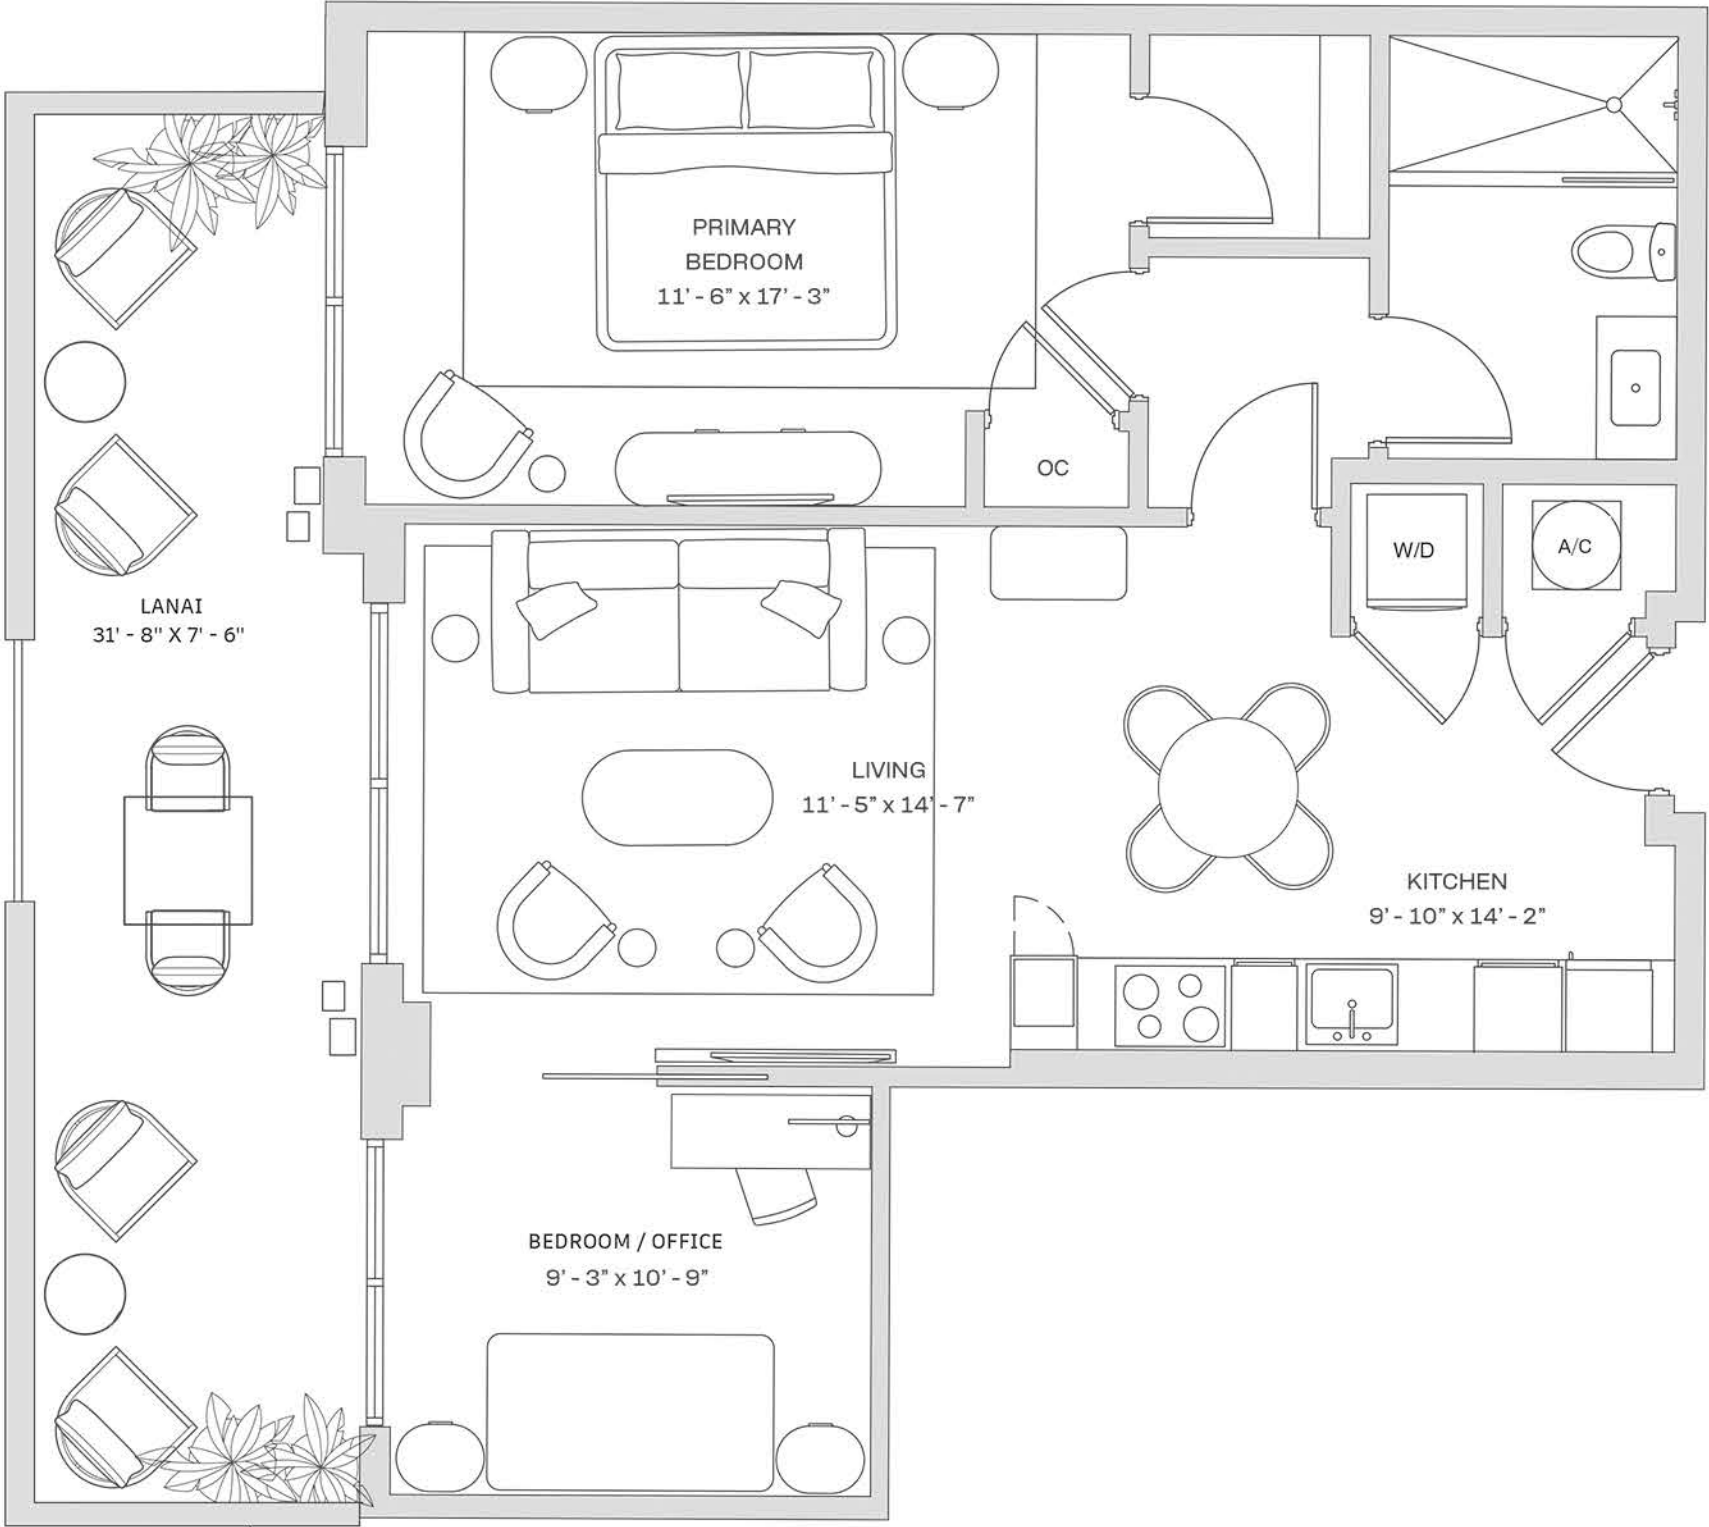 PRIMARY
BEDROOM
11' - 6” x 17' - 3”
OC
W/D
A/C
LANAI
31' - 8" X 7' - 6"
LIVING
11' - 5” x 14' - 7”
KITCHEN
9' - 10” x 14' - 2”
BEDROOM / OFFICE
9' - 3” x 10' - 9”